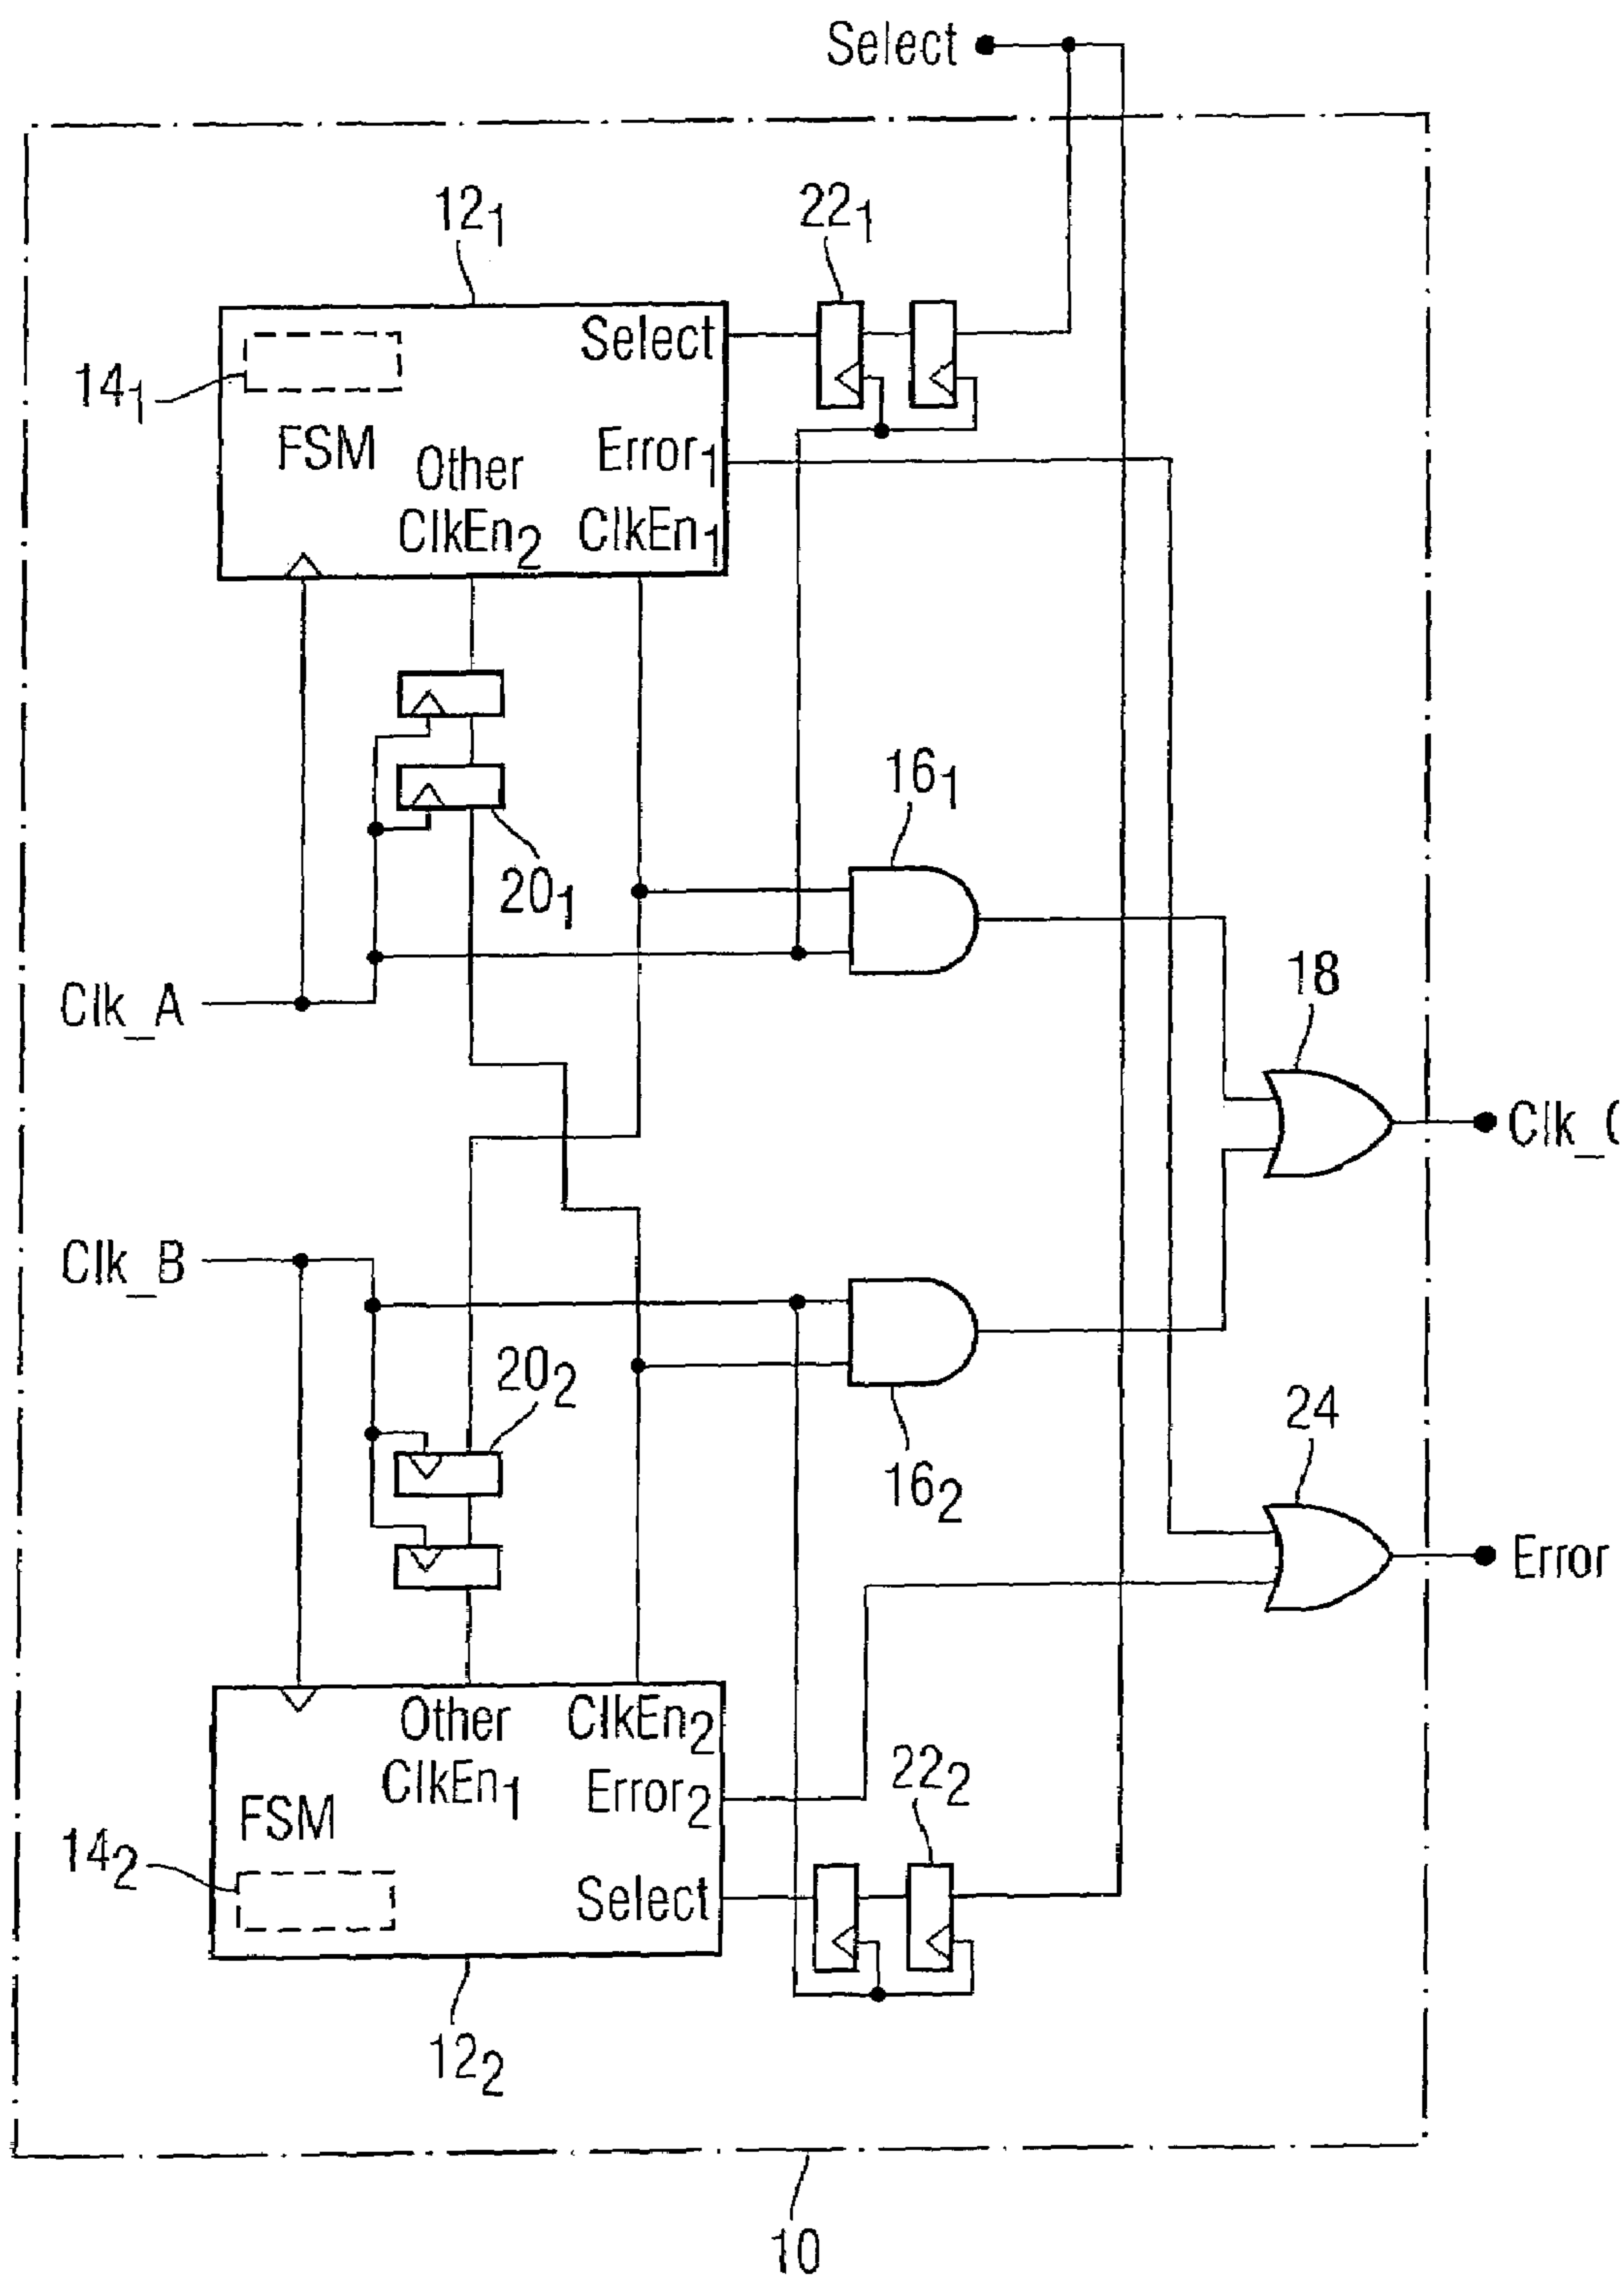 Select
12₁
22₁
14₁
Select
FSM
Other
ClkEn₂
Error₁
ClkEn₁
20₁
16₁
Clk_A
18
Clk_
Clk_B
20₂
16₂
24
Error
Other
ClkEn₁
ClkEn₂
Error₂
FSM
14₂
Select
22₂
12₂
10